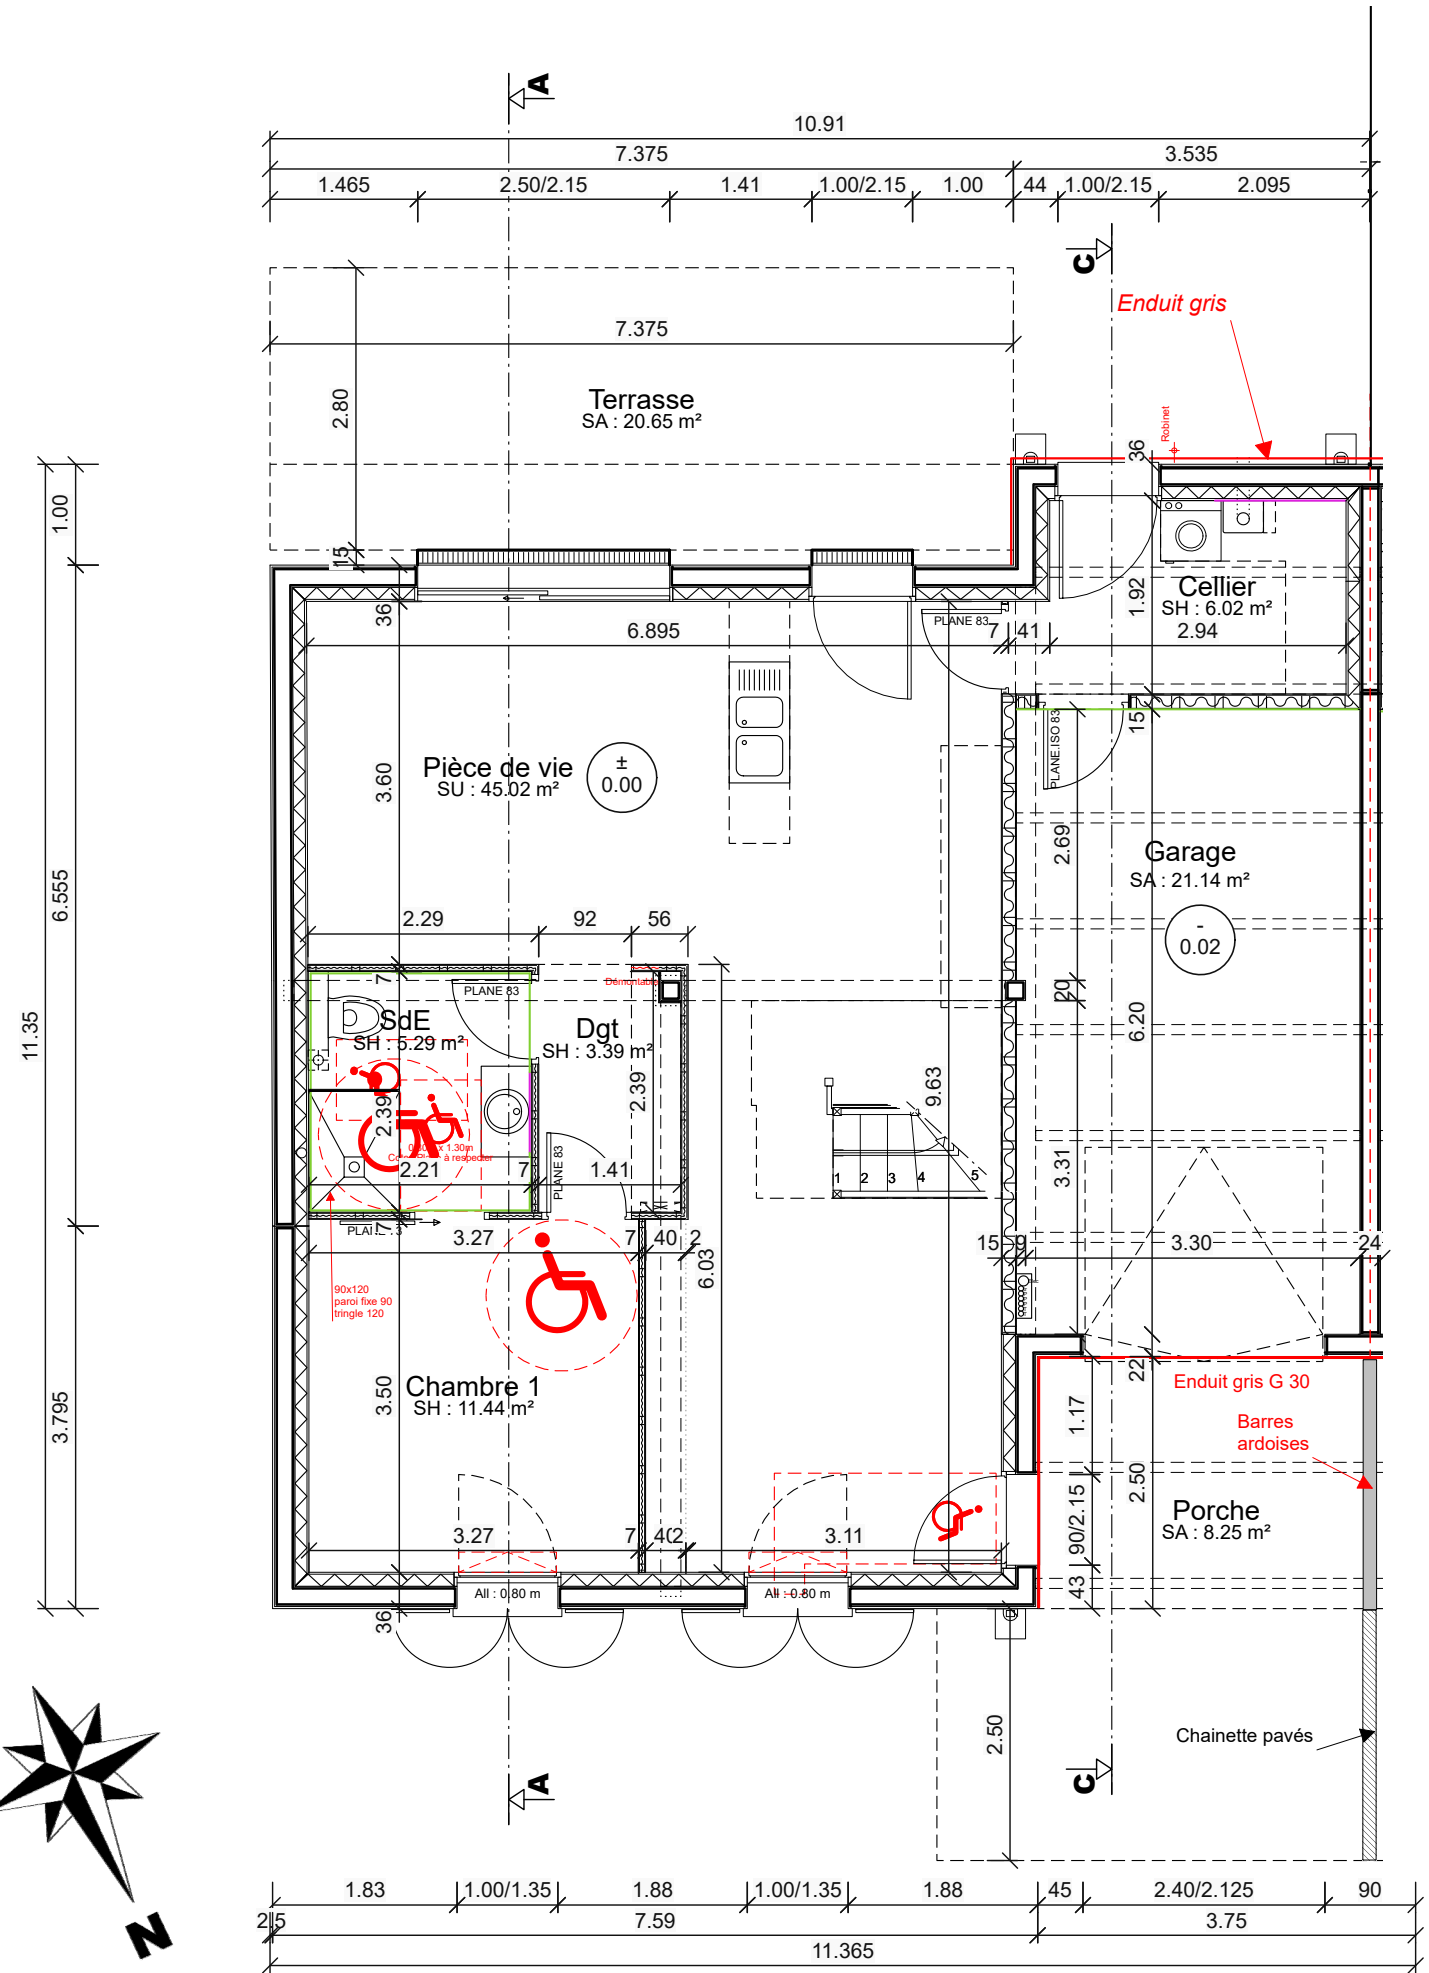 A
10.91
7.375
3.535
1.465
2.50/2.15
1.41
1.00/2.15
1.00
44
1.00/2.15
2.095
C
Enduit gris
7.375
2.80
Terrasse
SA : 20.65 m²
Robinet
36
1.00
15
Cellier
SH : 6.02 m²
1.92
36
6.895
PLANE 83
7
41
2.94
15
PLANE.ISO 83
Pièce de vie
SU : 45.02 m²
±
0.00
3.60
2.69
Garage
SA : 21.14 m²
-
0.02
6.555
2.29
92
56
7
PLANE 83
Démontable
20
SdE
SH : 5.29 m²
Dgt
SH : 3.39 m²
6.20
11.35
2.39
2.39
9.63
2.21
7
1.41
PLANE 83
3.31
1
2
3
4
5
7
3.27
7
40
2
6.03
15
9
3.30
24
90x120
paroi fixe 90
tringle 120
Chambre 1
SH : 11.44 m²
3.50
22
Enduit gris G 30
1.17
Barres
ardoises
3.795
2.50
Porche
SA : 8.25 m²
3.27
7
40
2
3.11
90/2.15
All : 0.80 m
All : 0.80 m
43
36
2.50
Chainette pavés
A
C
N
1.83
1.00/1.35
1.88
1.00/1.35
1.88
45
2.40/2.125
90
2.5
7.59
3.75
11.365